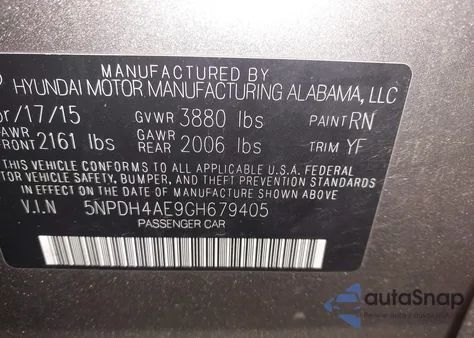 MANUFACTURED BY
HYUNDAI MOTOR MANUFACTURING ALABAMA, LLC
/17/15 GVWR 3880 lbs PAINT RN
FRONT 2161 lbs GAWR REAR 2006 lbs TRIM YF
THIS VEHICLE CONFORMS TO ALL APPLICABLE U.S.A. FEDERAL
VEHICLE SAFETY, BUMPER, AND THEFT PREVENTION STANDARDS
IN EFFECT ON THE DATE OF MANUFACTURE SHOWN ABOVE.
V.I.N 5NPDH4AE9GH679405
PASSENGER CAR
autoSnap